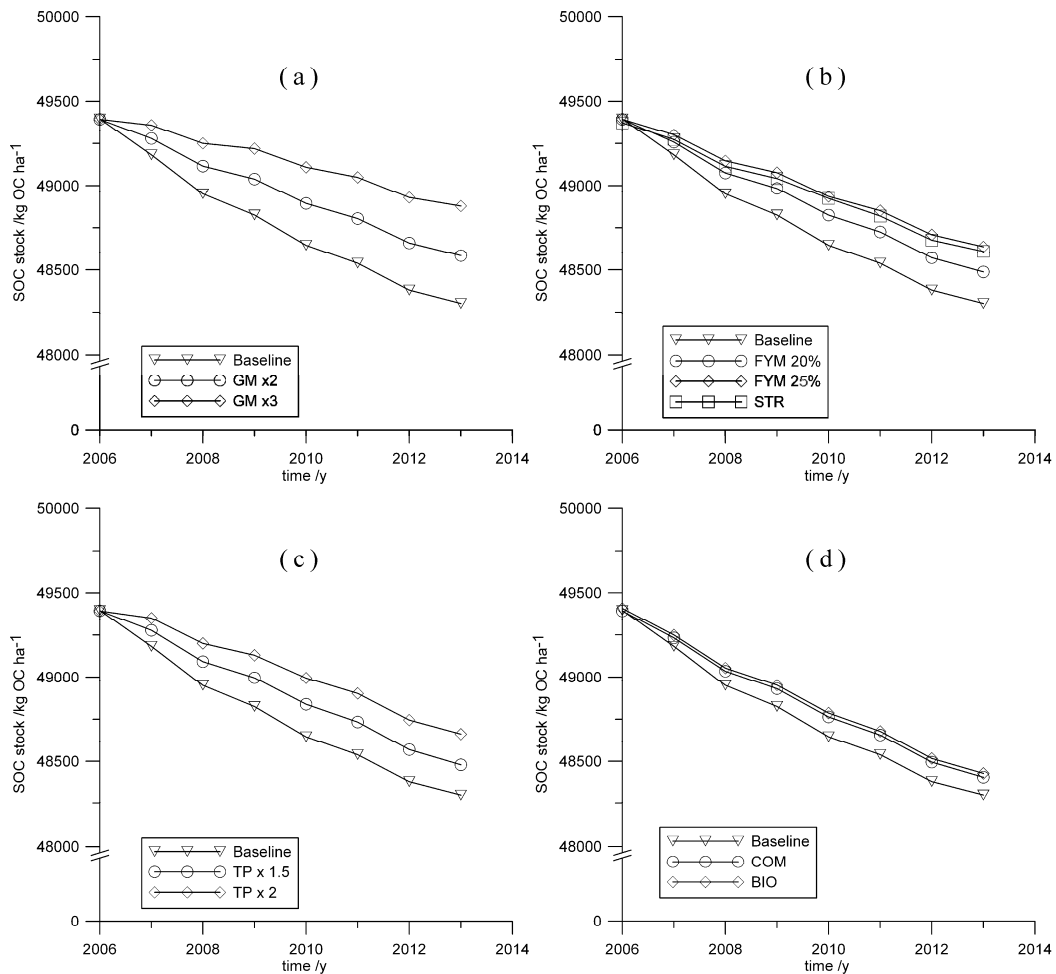 ( a )
50000
49500
49000
48500
48000
0
SOC stock /kg OC ha-1
Baseline
GM x2
GM x3
2006 2008 2010 2012 2014
time /y
( b )
50000
49500
49000
48500
48000
0
SOC stock /kg OC ha-1
Baseline
FYM 20%
FYM 25%
STR
2006 2008 2010 2012 2014
time /y
( c )
50000
49500
49000
48500
48000
0
SOC stock /kg OC ha-1
Baseline
TP x 1.5
TP x 2
2006 2008 2010 2012 2014
time /y
( d )
50000
49500
49000
48500
48000
0
SOC stock /kg OC ha-1
Baseline
COM
BIO
2006 2008 2010 2012 2014
time /y